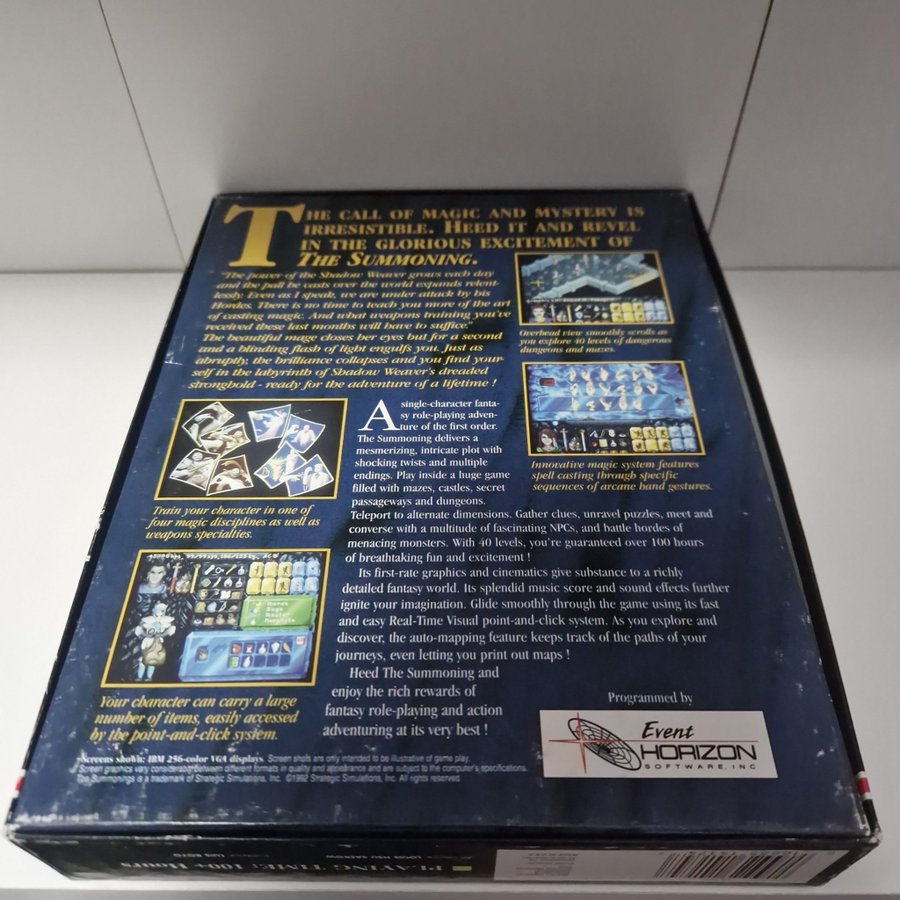 THE CALL OF MAGIC AND MYSTERY IS
IRRESISTIBLE. HEED IT AND REVEL
IN THE GLORIOUS EXCITEMENT OF
THE SUMMONING.
"The power of the Shadow Weaver grows each day
and the pall he casts over the world expands relent-
lessly. Even as I speak, we are under attack by his
Hordes. There is no time to teach you more of the art
of casting magic. And what weapons training you've
received these last months will have to suffice."
The beautiful mage closes her eyes but for a second
and a blinding flash of light engulfs you. Just as
abruptly, the brilliance collapses and you find your-
self in the labyrinth of Shadow Weaver's dreaded
stronghold - ready for the adventure of a lifetime !
Overhead view smoothly scrolls as
you explore 40 levels of dangerous
dungeons and mazes.
Innovative magic system features
spell casting through specific
sequences of arcane hand gestures.
Train your character in one of
four magic disciplines as well as
weapons specialties.
A single-character fanta-
sy role-playing adven-
ture of the first order.
The Summoning delivers a
mesmerizing, intricate plot with
shocking twists and multiple
endings. Play inside a huge game
filled with mazes, castles, secret
passageways and dungeons.
Teleport to alternate dimensions. Gather clues, unravel puzzles, meet and
converse with a multitude of fascinating NPCs, and battle hordes of
menacing monsters. With 40 levels, you're guaranteed over 100 hours
of breathtaking fun and excitement !
Its first-rate graphics and cinematics give substance to a richly
detailed fantasy world. Its splendid music score and sound effects further
ignite your imagination. Glide smoothly through the game using its fast
and easy Real-Time Visual point-and-click system. As you explore and
discover, the auto-mapping feature keeps track of the paths of your
journeys, even letting you print out maps !
Heed The Summoning and
enjoy the rich rewards of
fantasy role-playing and action
adventuring at its very best !
Your character can carry a large
number of items, easily accessed
by the point-and-click system.
Programmed by
Event
HORIZON
SOFTWARE, INC
Screens shown: IBM 256-color VGA displays. Screen shots are only intended to be illustrative of game play.
Screen graphics vary considerably between different formats in quality and appearance and are subject to the computer's specifications.
The Summoning is a trademark of Strategic Simulations, Inc. ©1992 Strategic Simulations, Inc. All rights reserved.
PLAYING TIME: 100+ Hours